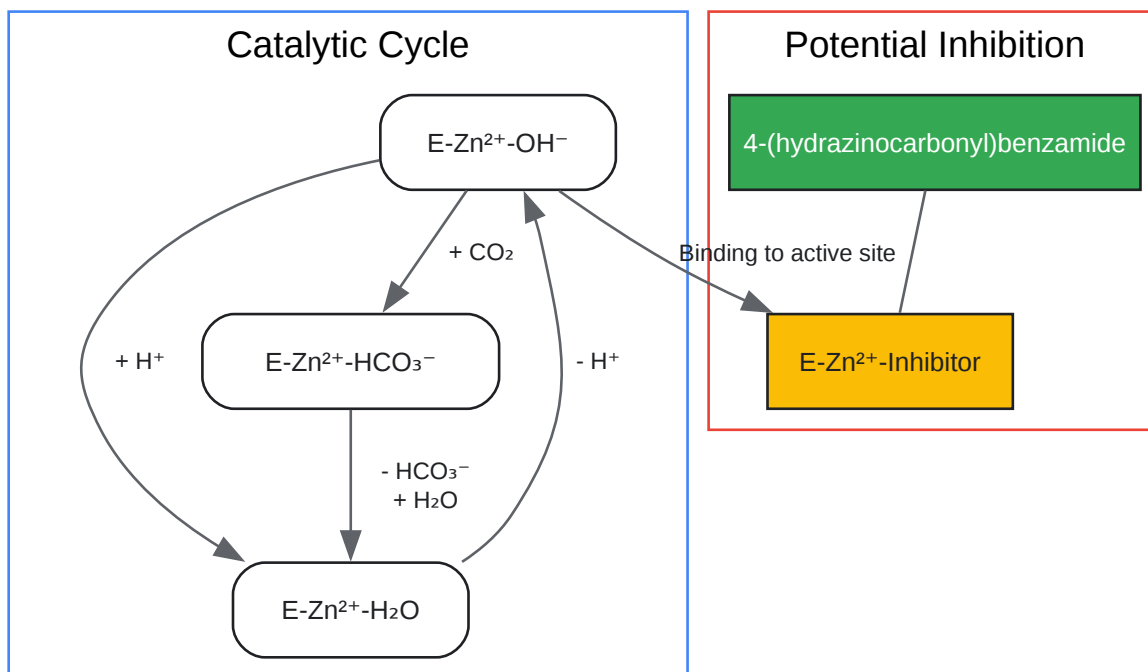 Catalytic Cycle
Potential Inhibition
E-Zn²⁺-OH⁻
4-(hydrazinocarbonyl)benzamide
+ CO₂
Binding to active site
+ H⁺
E-Zn²⁺-HCO₃⁻
- H⁺
E-Zn²⁺-Inhibitor
- HCO₃⁻
+ H₂O
E-Zn²⁺-H₂O